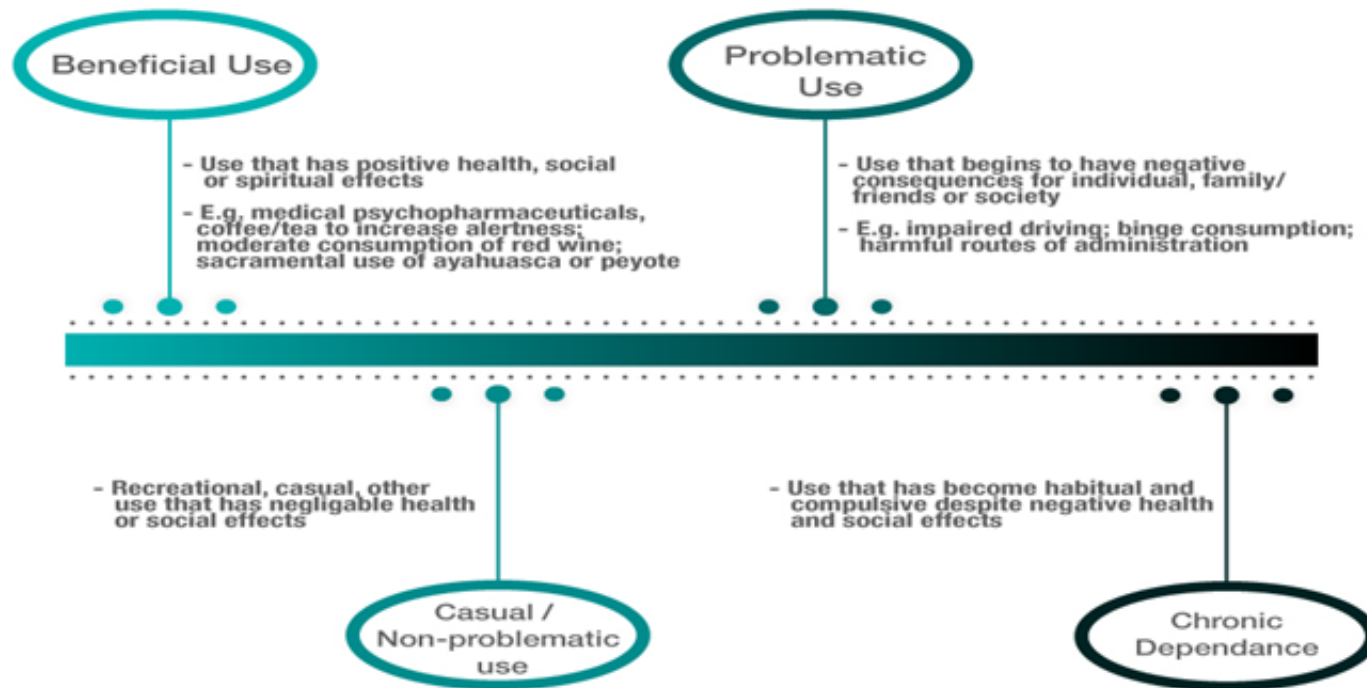 Beneficial Use
- Use that has positive health, social
or spiritual effects
- E.g, medical psychopharmaceuticals,
coffee/tea to increase alertness;
moderate consumption of red wine;
sacramental use of ayahuasca or peyote
Problematic
Use
- Use that begins to have negative
consequences for individual, family/
friends or society
- E.g. impaired driving; binge consumption;
harmful routes of administration
- Recreational, casual, other
use that has negligable health
or social effects
Casual /
Non-problematic
use
- Use that has become habitual and
compulsive despite negative health
and social effects
Chronic
Dependance